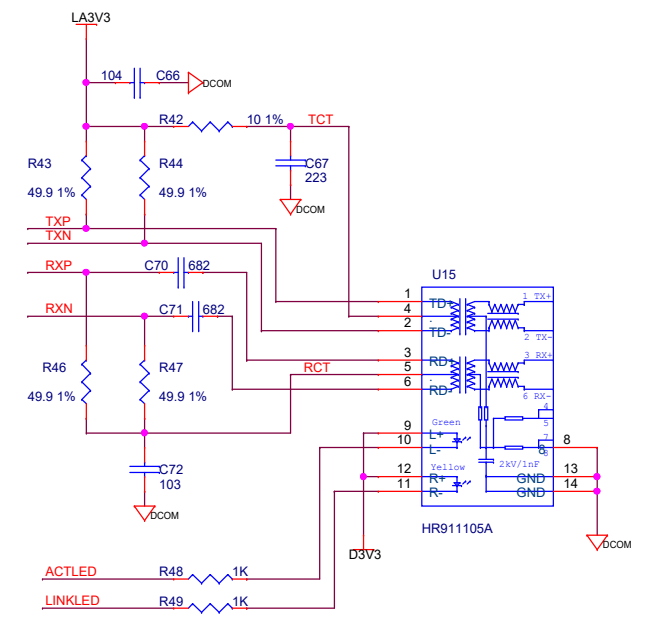 LA3V3
104 C66
DCOM
R42 10 1% TCT
R43 R44 C67
223
49.9 1% 49.9 1%
DCOM
TXP
TXN
RXP C70 682
U15
RXN C71 682
1 TD+ 1 TX+
4
2 TD- 2 TX-
3 RD+ 3 RX+
R46 R47 RCT 5
49.9 1% 49.9 1% 6 RD- 6 RX-
4
5
9 L+ Green
10 L- 7 8 8
8
C72
103
12 R+ Yellow 2kV/1nF GND 13
11 R- GND 14
DCOM
HR911105A
D3V3 DCOM
ACTLED R48 1K
LINKLED R49 1K